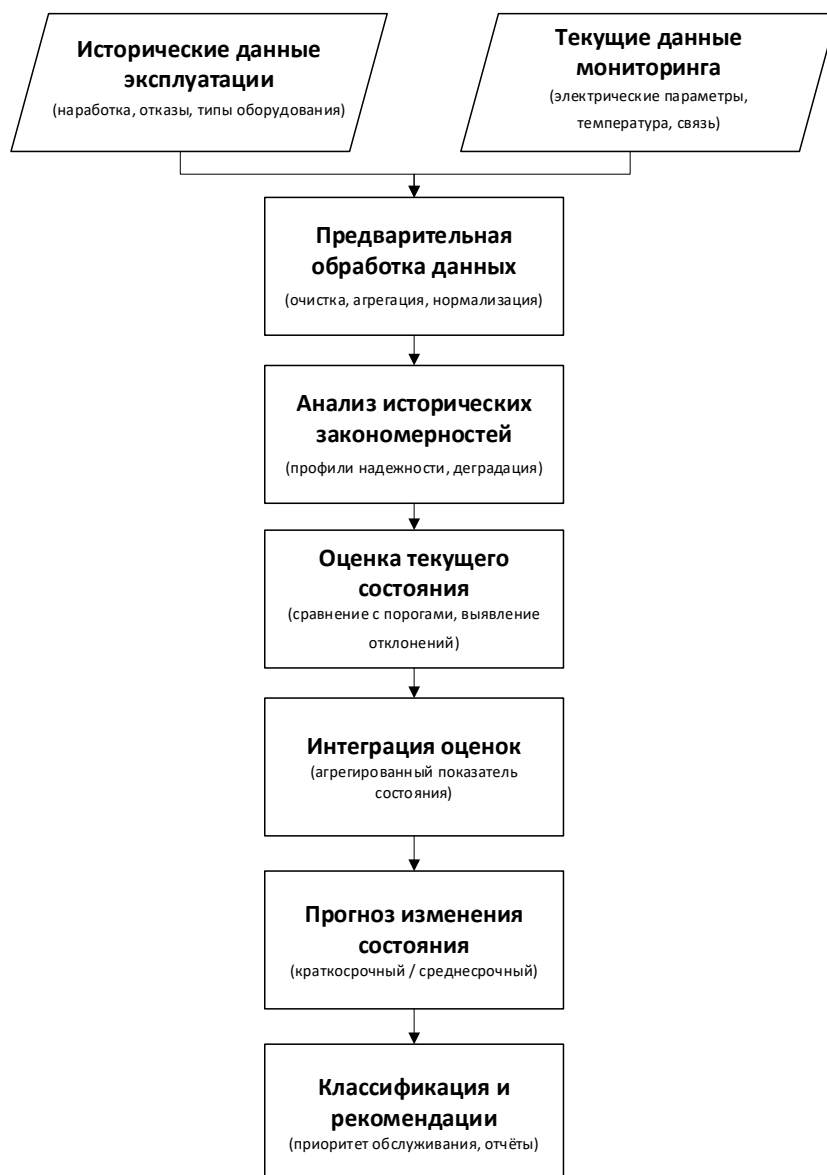 Исторические данные
эксплуатации
(наработка, отказы, типы оборудования)
Текущие данные
мониторинга
(электрические параметры,
температура, связь)
Предварительная
обработка данных
(очистка, агрегация, нормализация)
Анализ исторических
закономерностей
(профили надежности, деградация)
Оценка текущего
состояния
(сравнение с порогами, выявление
отклонений)
Интеграция оценок
(агрегированный показатель
состояния)
Прогноз изменения
состояния
(краткосрочный / среднесрочный)
Классификация и
рекомендации
(приоритет обслуживания, отчёты)